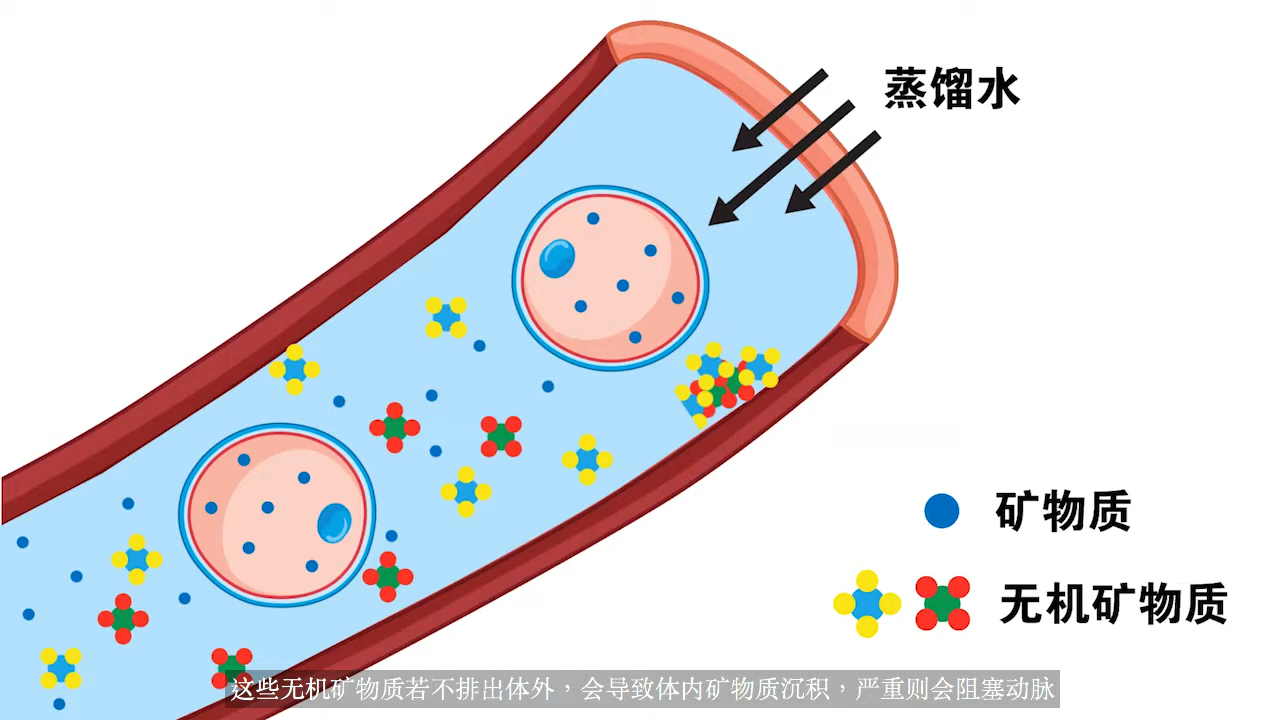 蒸馏水
矿物质
无机矿物质
这些无机矿物质若不排出体外，会导致体内矿物质沉积，严重则会阻塞动脉